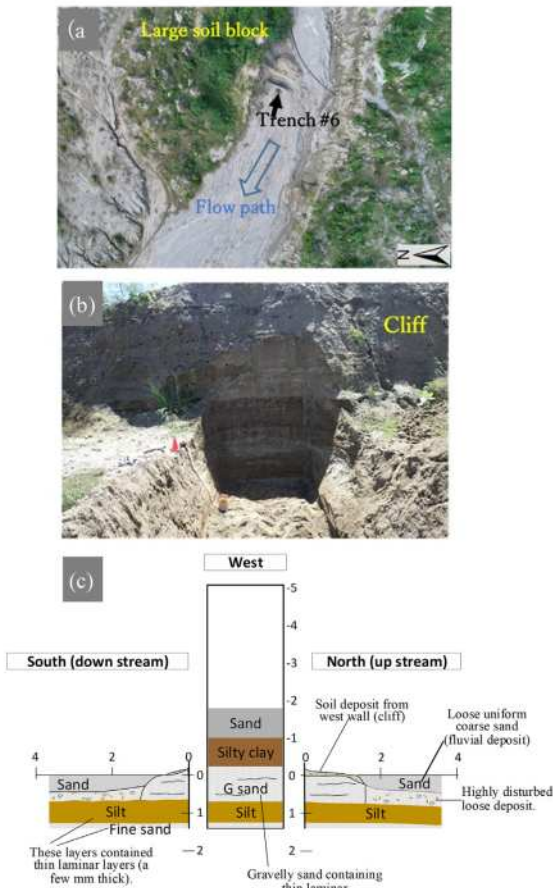 (a
Large soil block
Trench #6
Flow path
N
(b)
Cliff
(c)
West
-5
-4
-3
South (down stream)
North (up stream)
-2
Soil deposit from
west wall (cliff)
Loose uniform
coarse sand
(fluvial deposit)
Sand
-1
Silty clay
4 2 0
0 2 4
Sand
0
G sand
Sand
Highly disturbed
loose deposit.
Silt
1
Silt
1
Silt
Fine sand
These layers contained
thin laminar layers (a
few mm thick).
2
2
Gravelly sand containing
thin laminar